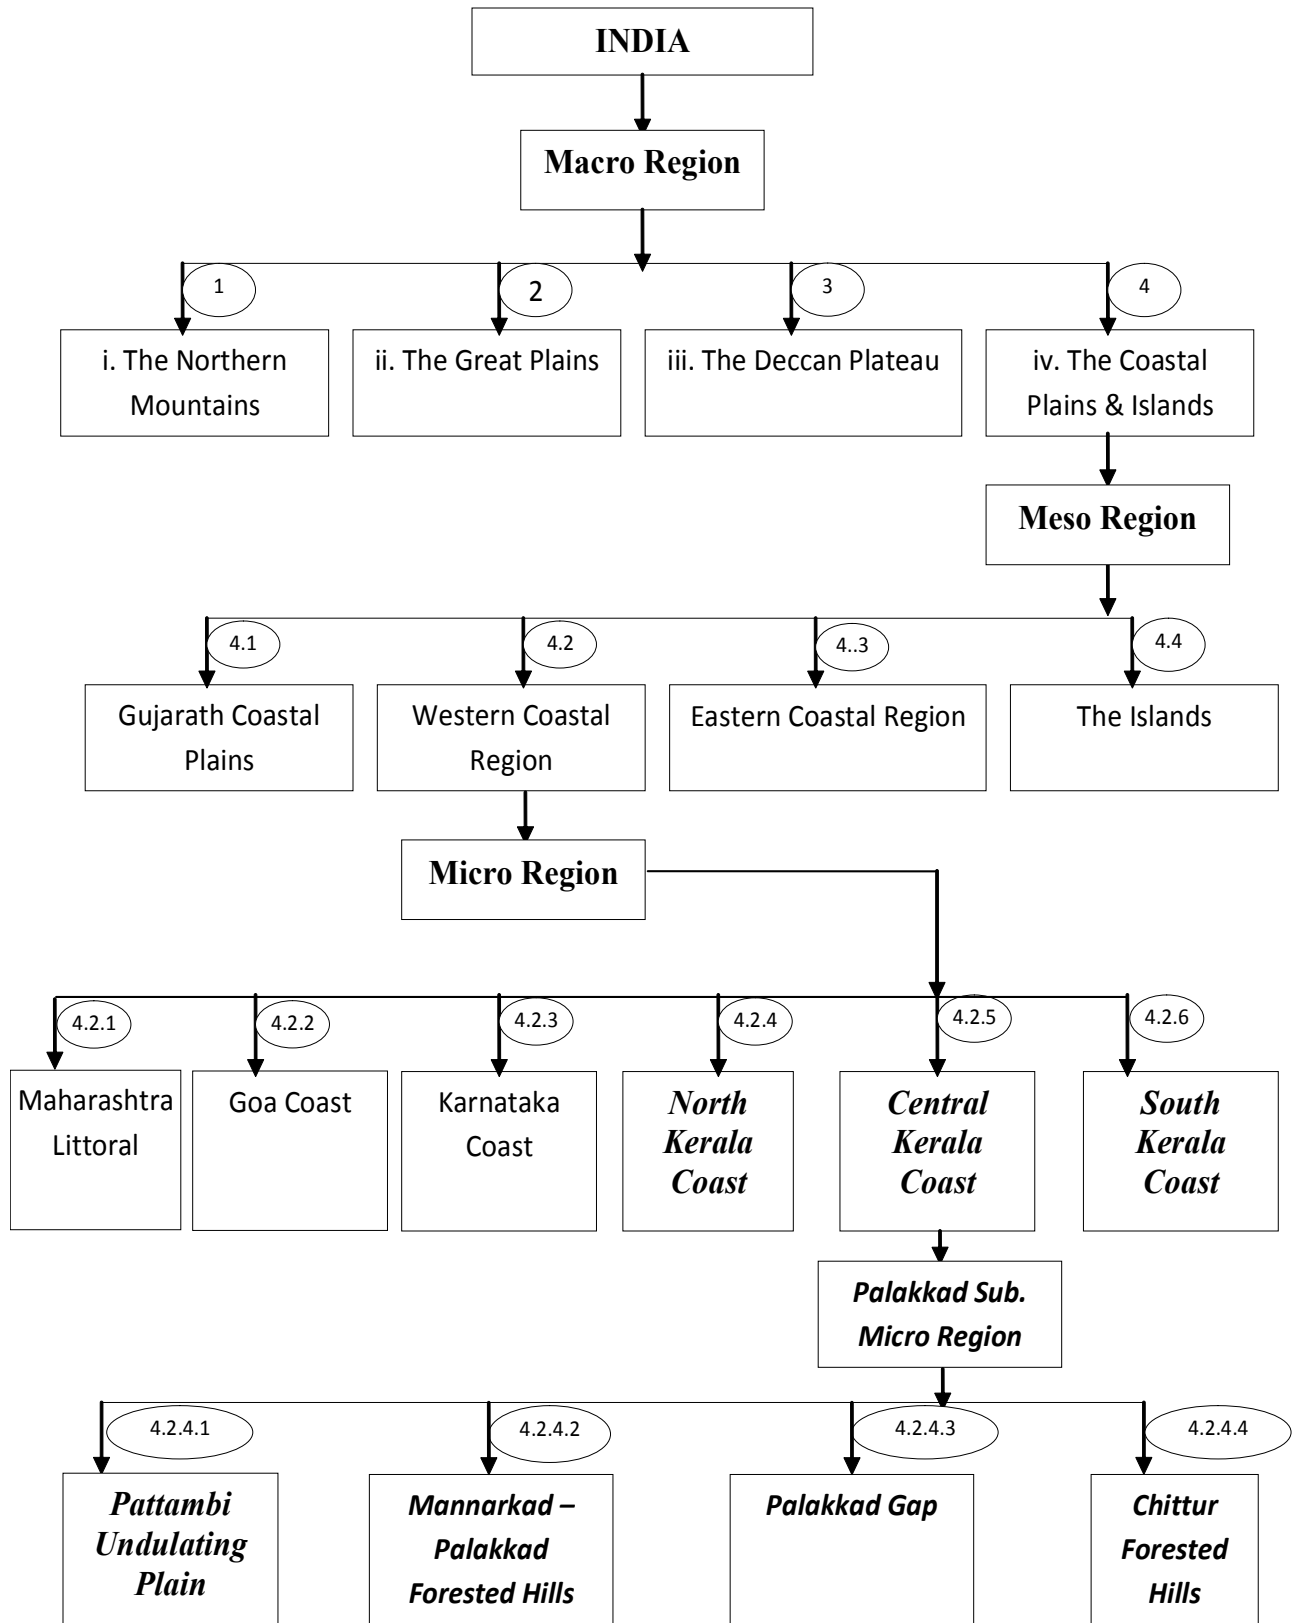 INDIA
Macro Region
1
2
3
4
i. The Northern
Mountains
ii. The Great Plains
iii. The Deccan Plateau
iv. The Coastal
Plains & Islands
Meso Region
4.1
4.2
4..3
4.4
Gujarath Coastal
Plains
Western Coastal
Region
Eastern Coastal Region
The Islands
Micro Region
4.2.1
4.2.2
4.2.3
4.2.4
4.2.5
4.2.6
Maharashtra
Littoral
Goa Coast
Karnataka
Coast
North
Kerala
Coast
Central
Kerala
Coast
South
Kerala
Coast
Palakkad Sub.
Micro Region
4.2.4.1
4.2.4.2
4.2.4.3
4.2.4.4
Pattambi
Undulating
Plain
Mannarkad –
Palakkad
Forested Hills
Palakkad Gap
Chittur
Forested
Hills